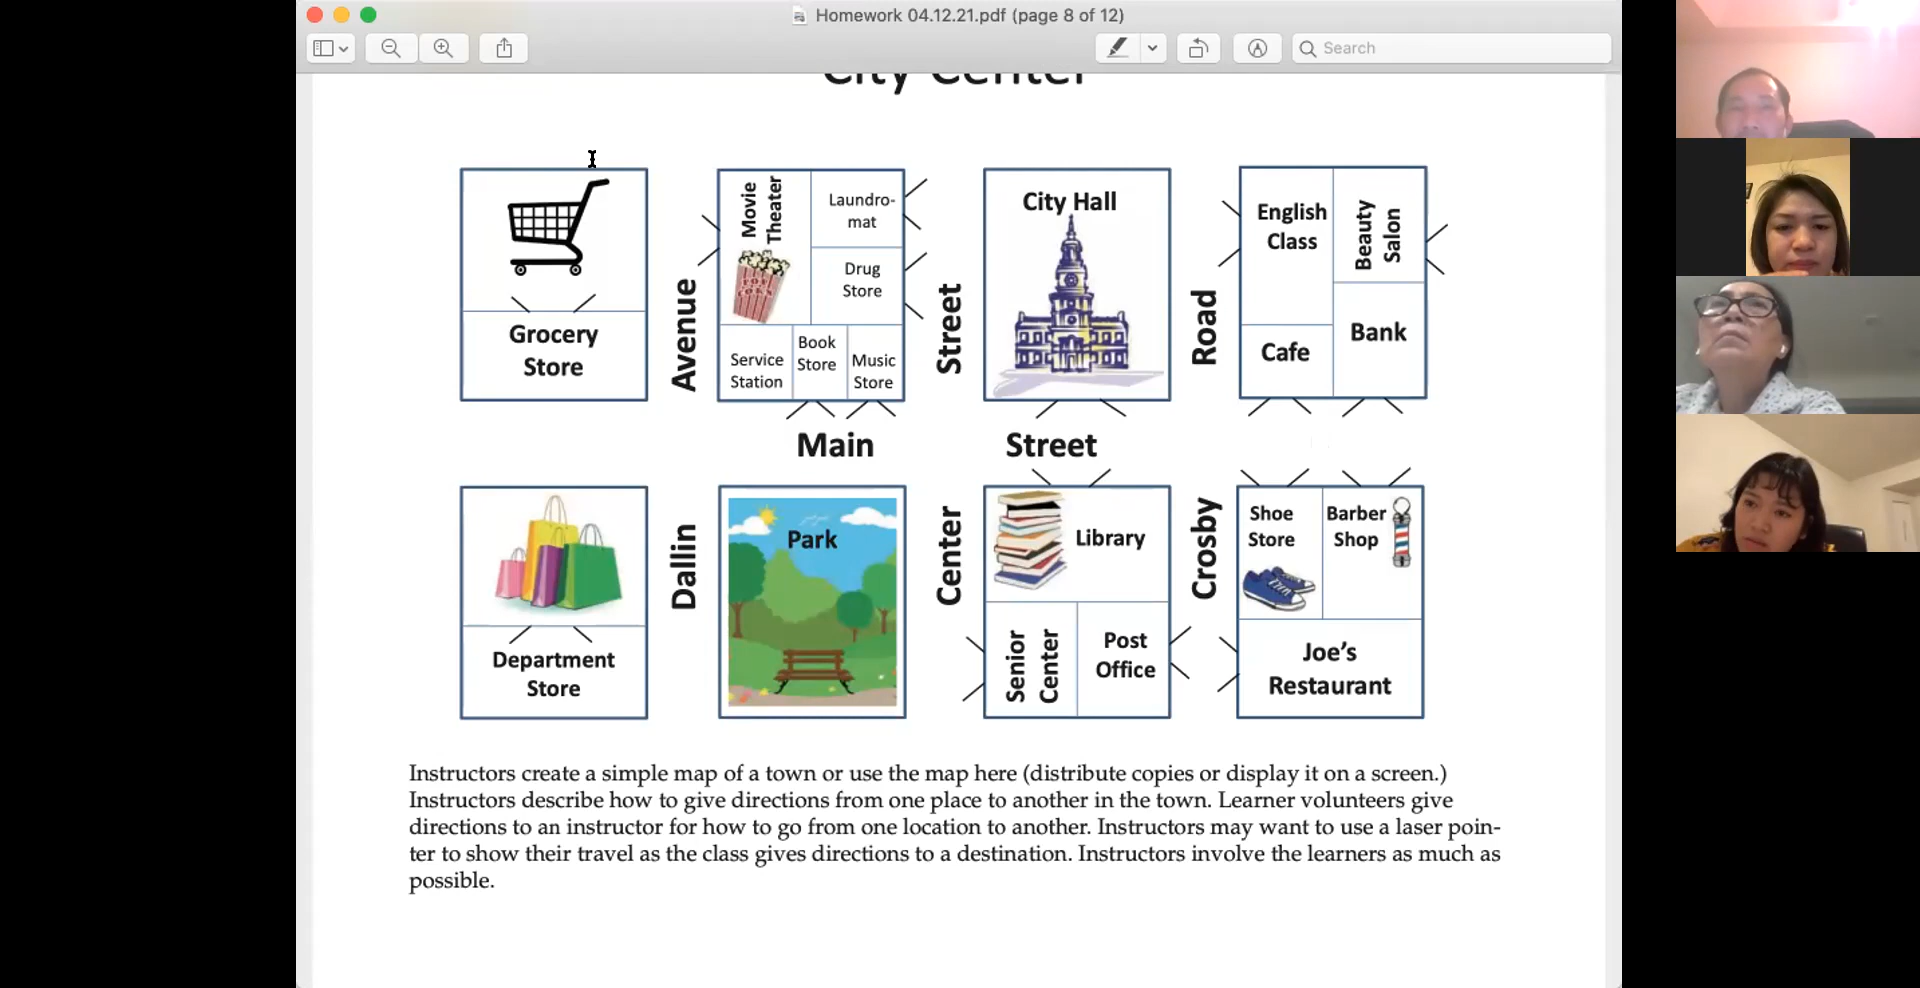 Homework 04.12.21.pdf (page 8 of 12)
Search
City Center
Grocery
Store
Avenue
Movie
Theater
Laundro-
mat
Drug
Store
Service
Station
Book
Store
Music
Store
Street
City Hall
Road
English
Class
Beauty
Salon
Cafe
Bank
Main
Street
Department
Store
Dallin
Park
Center
Library
Senior
Center
Post
Office
Crosby
Shoe
Store
Barber
Shop
Joe's
Restaurant
Instructors create a simple map of a town or use the map here (distribute copies or display it on a screen.)
Instructors describe how to give directions from one place to another in the town. Learner volunteers give
directions to an instructor for how to go from one location to another. Instructors may want to use a laser poin-
ter to show their travel as the class gives directions to a destination. Instructors involve the learners as much as
possible.